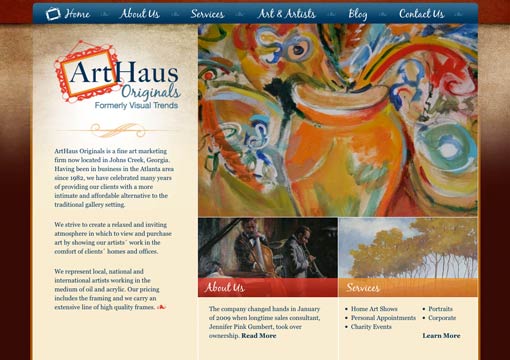 Home About Us Services Art & Artists Blog Contact Us
ArtHaus
Originals
Formerly Visual Trends
ArtHaus Originals is a fine art marketing
firm now located in Johns Creek, Georgia.
Having been in business in the Atlanta area
since 1982, we have celebrated many years
of providing our clients with a more
intimate and affordable alternative to the
traditional gallery setting.
We strive to create a relaxed and inviting
atmosphere in which to view and purchase
art by showing our artists` work in the
comfort of clients` homes and offices.
We represent local, national and
international artists working in the
medium of oil and acrylic. Our pricing
includes the framing and we carry an
extensive line of high quality frames.
About Us
The company changed hands in January
of 2009 when longtime sales consultant,
Jennifer Pink Gumbert, took over
ownership. Read More
Services
• Home Art Shows
• Personal Appointments
• Charity Events
• Portraits
• Corporate
Learn More